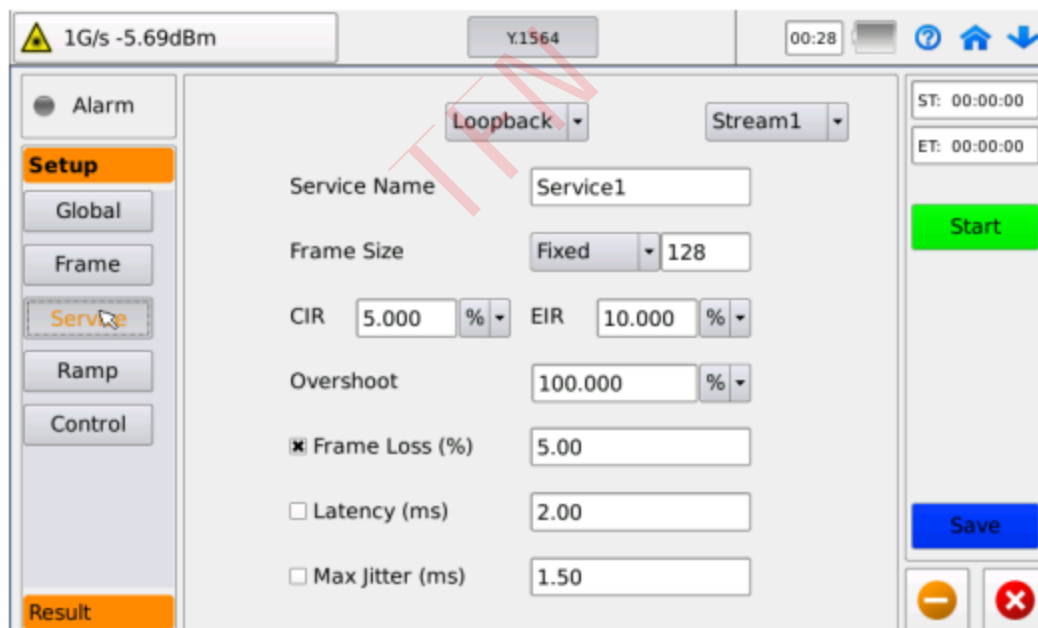 1G/s -5.69dBm
Y.1564
00:28
Alarm
Setup
Global
Frame
Service
Ramp
Control
Result
Loopback
Stream1
Service Name
Service1
Frame Size
Fixed
128
CIR
5.000
%
EIR
10.000
%
Overshoot
100.000
%
Frame Loss (%)
5.00
Latency (ms)
2.00
Max Jitter (ms)
1.50
ST: 00:00:00
ET: 00:00:00
Start
Save
TFN